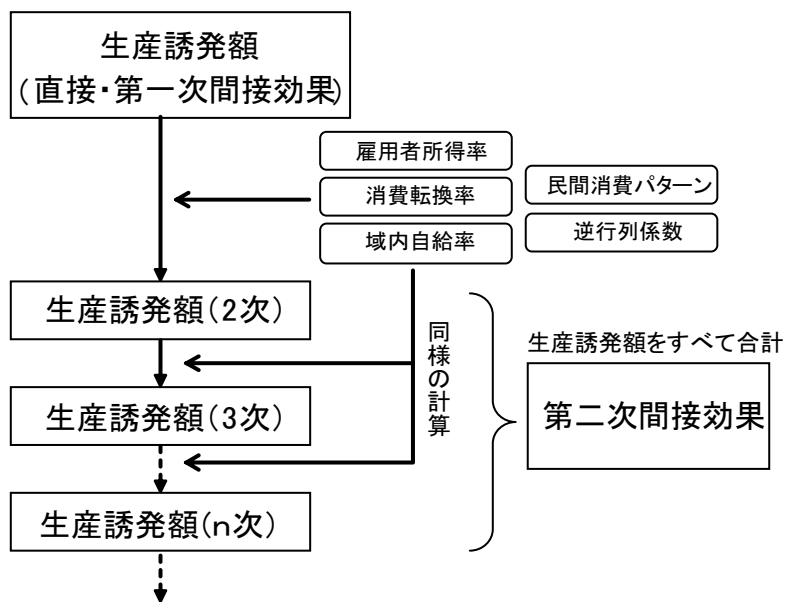 生産誘発額
(直接・第一次間接効果)
雇用者所得率
消費転換率
域内自給率
民間消費パターン
逆行列係数
生産誘発額(2次)
同様の計算
生産誘発額(3次)
生産誘発額(n次)
生産誘発額をすべて合計
第二次間接効果